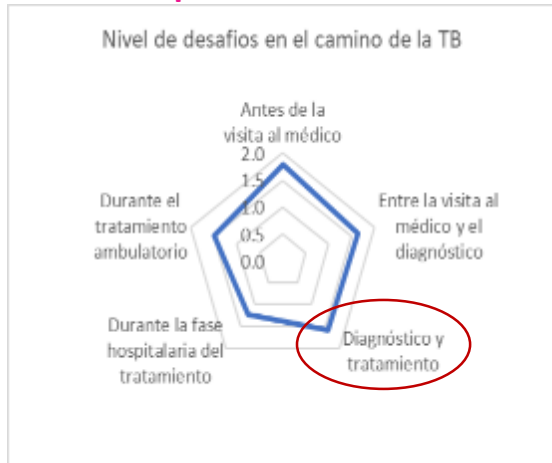 Nivel de desafios en el camino de la TB
Antes de la
visita al médico
2.0
1.5
1.0
0.5
0.0
Entre la visita al
médico y el
diagnóstico
Diagnóstico y
tratamiento
Durante la fase
hospitalaria del
tratamiento
Durante el
tratamiento
ambulatorio